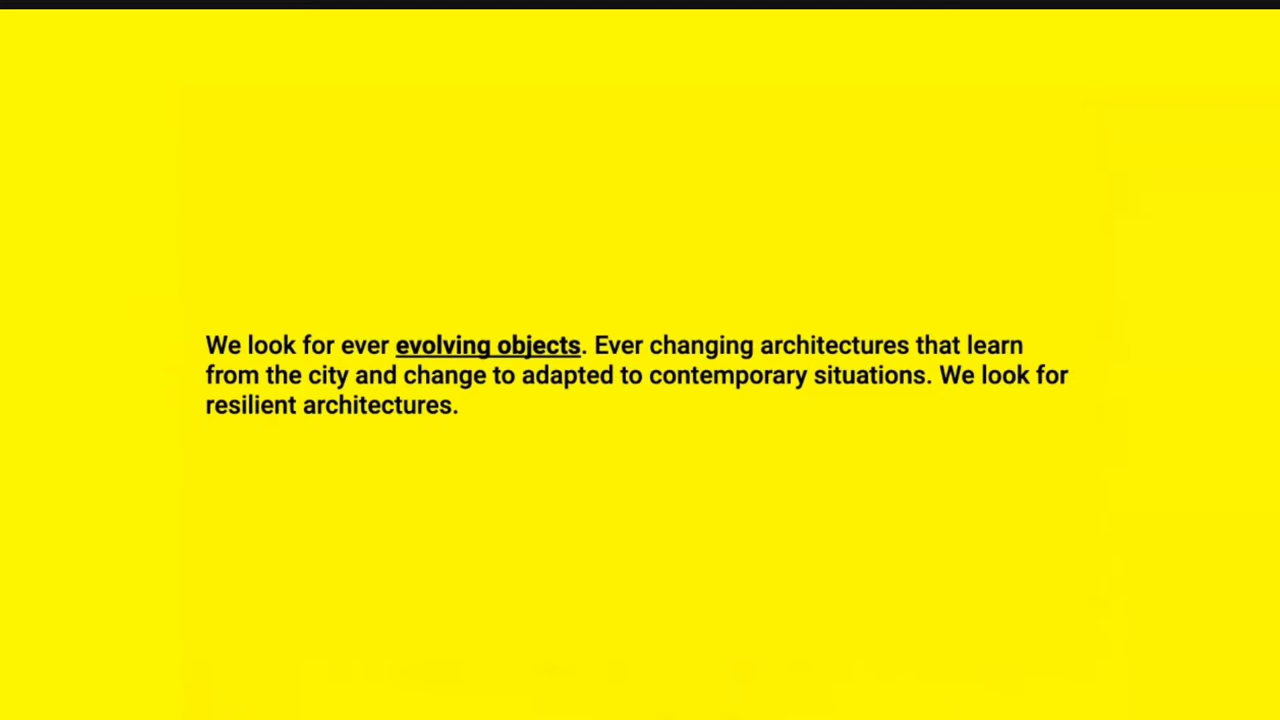 We look for ever evolving objects. Ever changing architectures that learn
from the city and change to adapted to contemporary situations. We look for
resilient architectures.